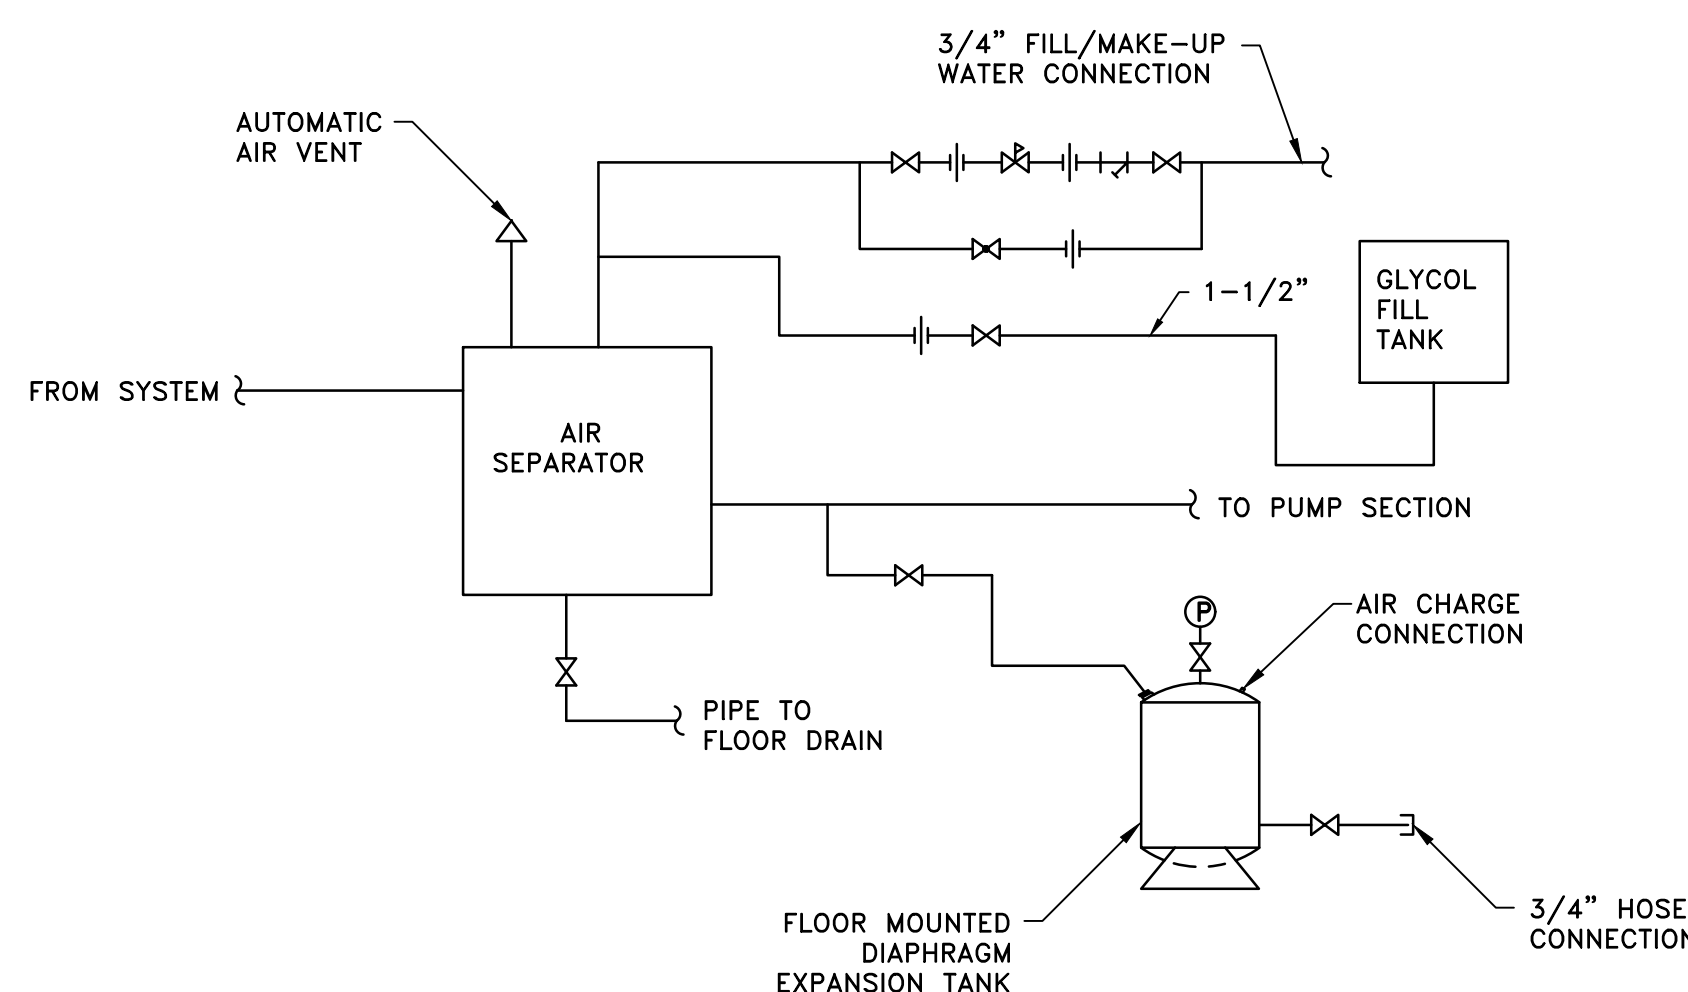 3/4” FILL/MAKE-UP
WATER CONNECTION
AUTOMATIC
AIR VENT
1-1/2”
GLYCOL
FILL
TANK
FROM SYSTEM
AIR
SEPARATOR
TO PUMP SECTION
P
AIR CHARGE
CONNECTION
PIPE TO
FLOOR DRAIN
3/4” HOSE
CONNECTION
FLOOR MOUNTED
DIAPHRAGM
EXPANSION TANK